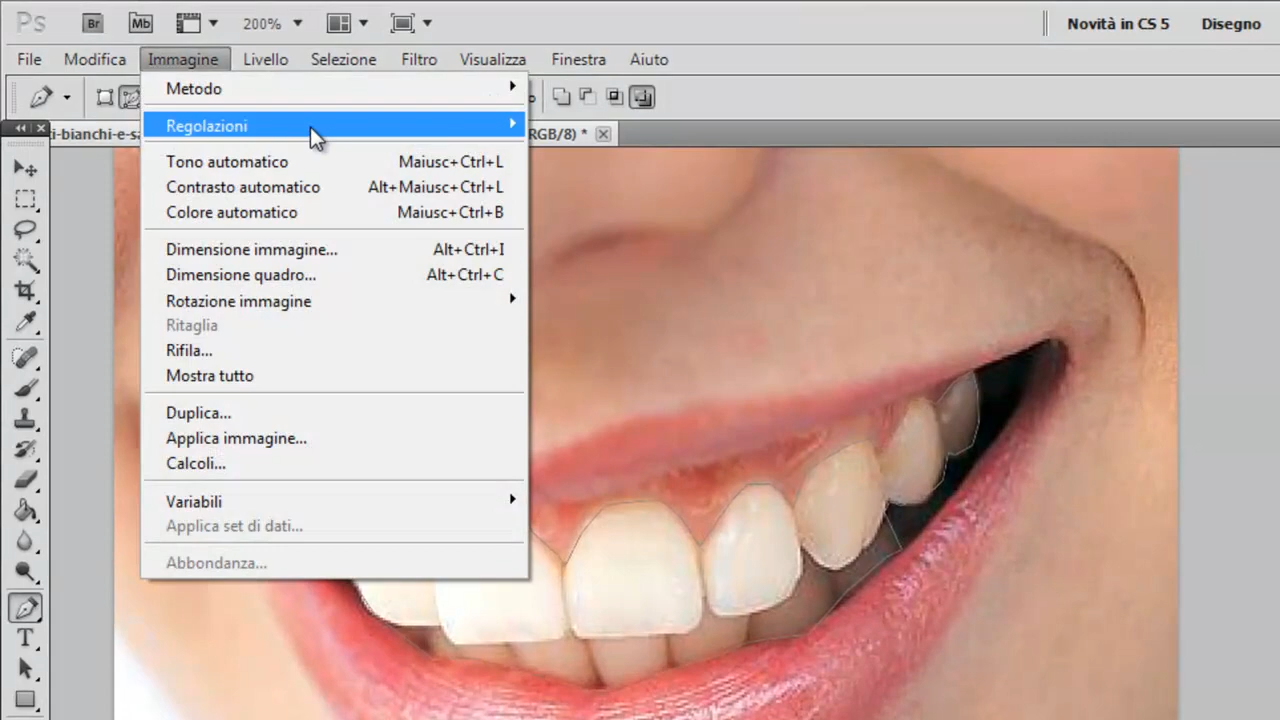 Ps Br Mb 200% Novità in CS 5 Disegno
File Modifica Immagine Livello Selezione Filtro Visualizza Finestra Aiuto
ti-bianchi-e-sa RGB/8) *
Metodo
Regolazioni
Tono automatico Maiusc+Ctrl+L
Contrasto automatico Alt+Maiusc+Ctrl+L
Colore automatico Maiusc+Ctrl+B
Dimensione immagine... Alt+Ctrl+I
Dimensione quadro... Alt+Ctrl+C
Rotazione immagine
Ritaglia
Rifila...
Mostra tutto
Duplica...
Applica immagine...
Calcoli...
Variabili
Applica set di dati...
Abbondanza...
T